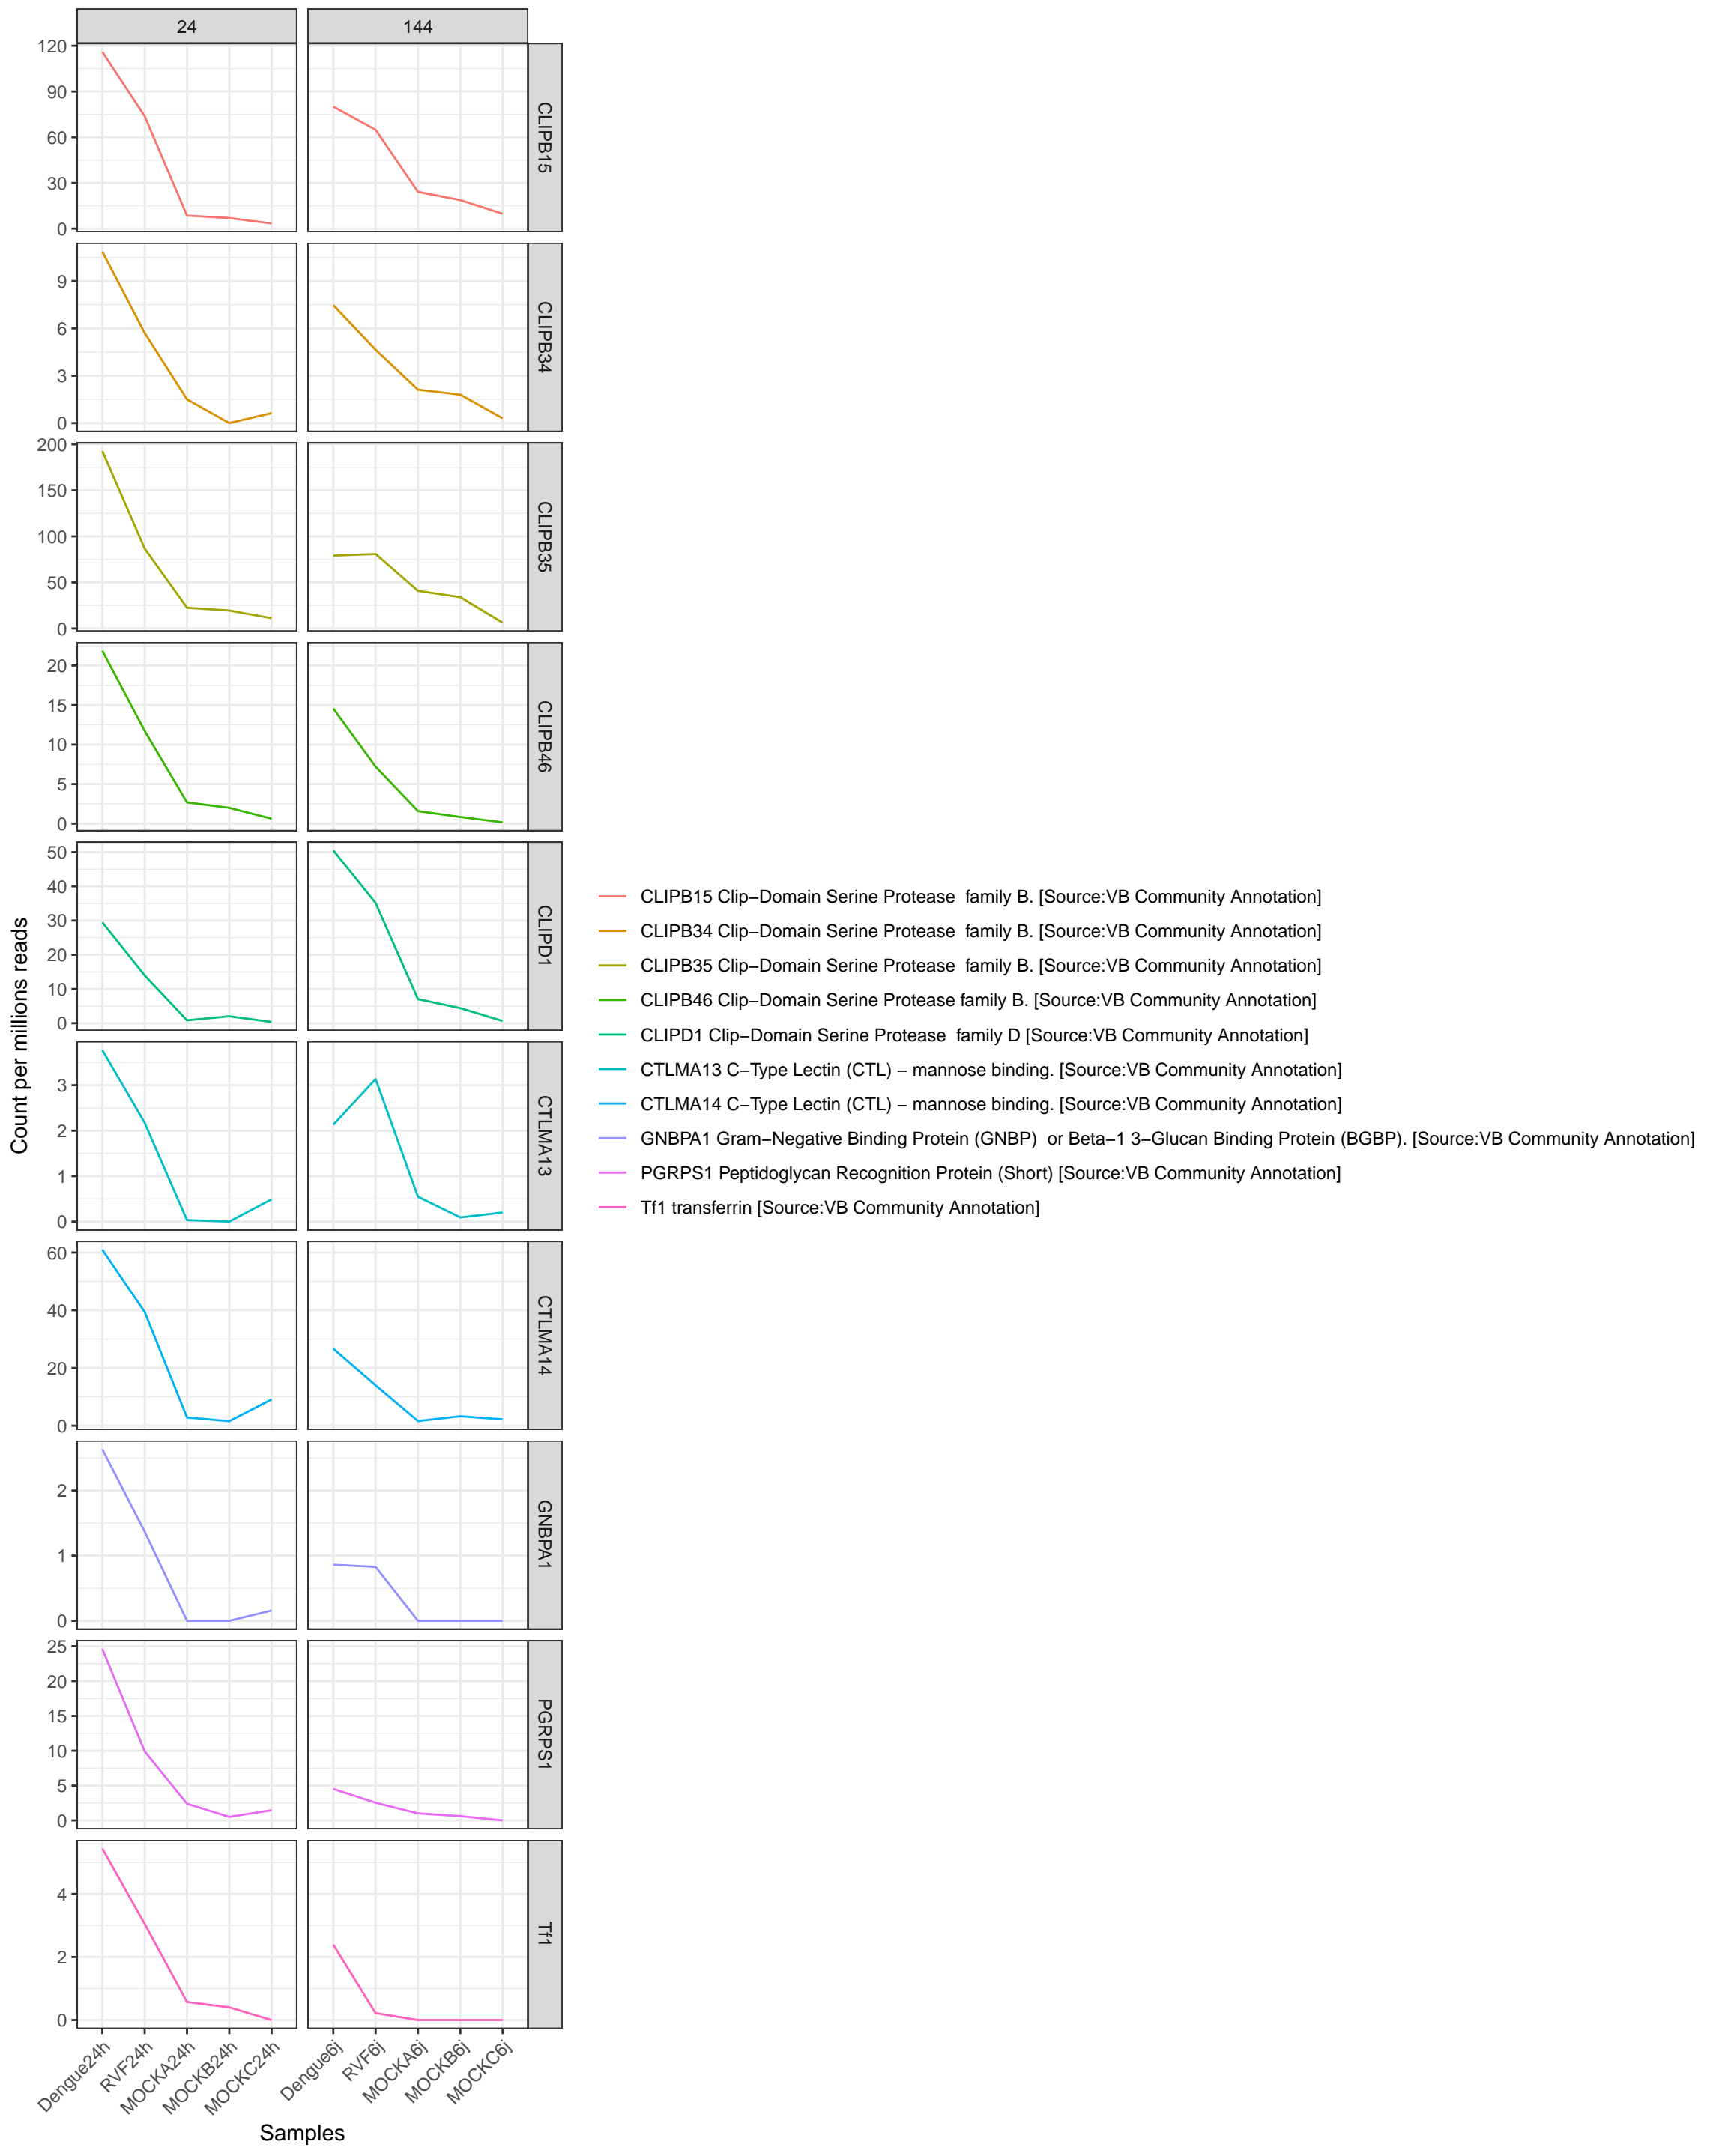 24 144
120
90
60
30
0
CLIPB15
9
6
3
0
CLIPB34
200
150
100
50
0
CLIPB35
20
15
10
5
0
CLIPB46
50
40
30
20
10
0
CLIPD1
3
2
1
0
CTLMA13
60
40
20
0
CTLMA14
2
1
0
GNBPA1
25
20
15
10
5
0
PGRPS1
4
2
0
Tf1
Dengue24h RVF24h MOCKA24h MOCKB24h MOCKC24h Dengue6j RVF6j MOCKA6j MOCKB6j MOCKC6j
Samples
Count per millions reads
CLIPB15 Clip−Domain Serine Protease  family B. [Source:VB Community Annotation]
CLIPB34 Clip−Domain Serine Protease  family B. [Source:VB Community Annotation]
CLIPB35 Clip−Domain Serine Protease  family B. [Source:VB Community Annotation]
CLIPB46 Clip−Domain Serine Protease family B. [Source:VB Community Annotation]
CLIPD1 Clip−Domain Serine Protease  family D [Source:VB Community Annotation]
CTLMA13 C−Type Lectin (CTL) − mannose binding. [Source:VB Community Annotation]
CTLMA14 C−Type Lectin (CTL) − mannose binding. [Source:VB Community Annotation]
GNBPA1 Gram−Negative Binding Protein (GNBP)  or Beta−1 3−Glucan Binding Protein (BGBP). [Source:VB Community Annotation]
PGRPS1 Peptidoglycan Recognition Protein (Short) [Source:VB Community Annotation]
Tf1 transferrin [Source:VB Community Annotation]